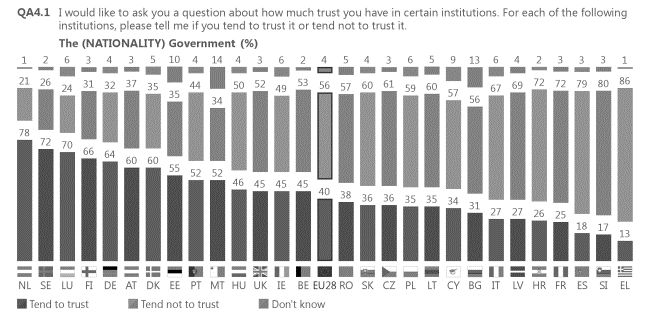 QA4.1 I would like to ask you a question about how much trust you have in certain institutions. For each of the following
institutions, please tell me if you tend to trust it or tend not to trust it.
The (NATIONALITY) Government (%)
1 2 6 3 4 3 5 10 4 14 4 3 6 2 4 5 4 3 6 5 9 13 6 4 2 3 3 3 1
21 26 24 31 32 37 35 35 44 34 50 52 49 53 56 57 60 61 59 60 57 56 67 69 72 72 79 80 86
78 72 70 66 64 60 60 55 52 52 46 45 45 45 40 38 36 36 35 35 34 31 27 27 26 25 18 17 13
NL SE LU FI DE AT DK EE PT MT HU UK IE BE EU28 RO SK CZ PL LT CY BG IT LV HR FR ES SI EL
Tend to trust Tend not to trust Don't know